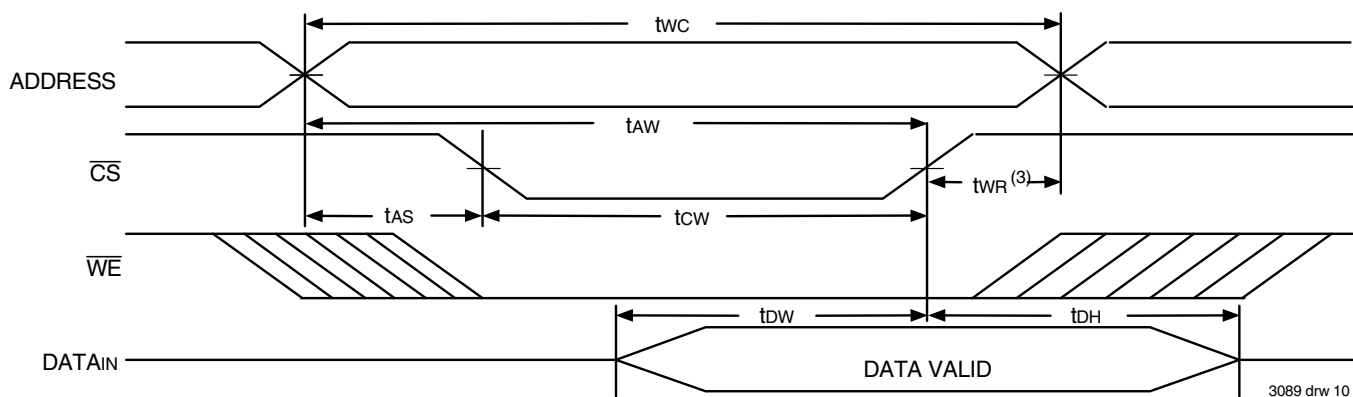 tWC
ADDRESS
tAW
CS
tWR (3)
tAS
tCW
WE
tDW
tDH
DATAIN
DATA VALID
3089 drw 10